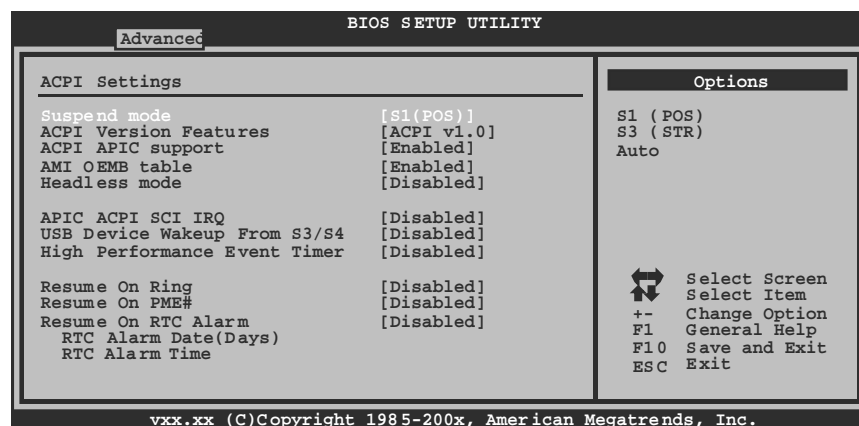 BIOS SETUP UTILITY
Advanced
ACPI Settings
Suspend mode [S1(POS)]
ACPI Version Features [ACPI v1.0]
ACPI APIC support [Enabled]
AMI OEMB table [Enabled]
Headless mode [Disabled]
APIC ACPI SCI IRQ [Disabled]
USB Device Wakeup From S3/S4 [Disabled]
High Performance Event Timer [Disabled]
Resume On Ring [Disabled]
Resume On PME# [Disabled]
Resume On RTC Alarm [Disabled]
RTC Alarm Date(Days)
RTC Alarm Time
Options
S1 (POS)
S3 (STR)
Auto
Select Screen
Select Item
+- Change Option
F1 General Help
F10 Save and Exit
ESC Exit
vxx.xx (C)Copyright 1985-200x, American Megatrends, Inc.